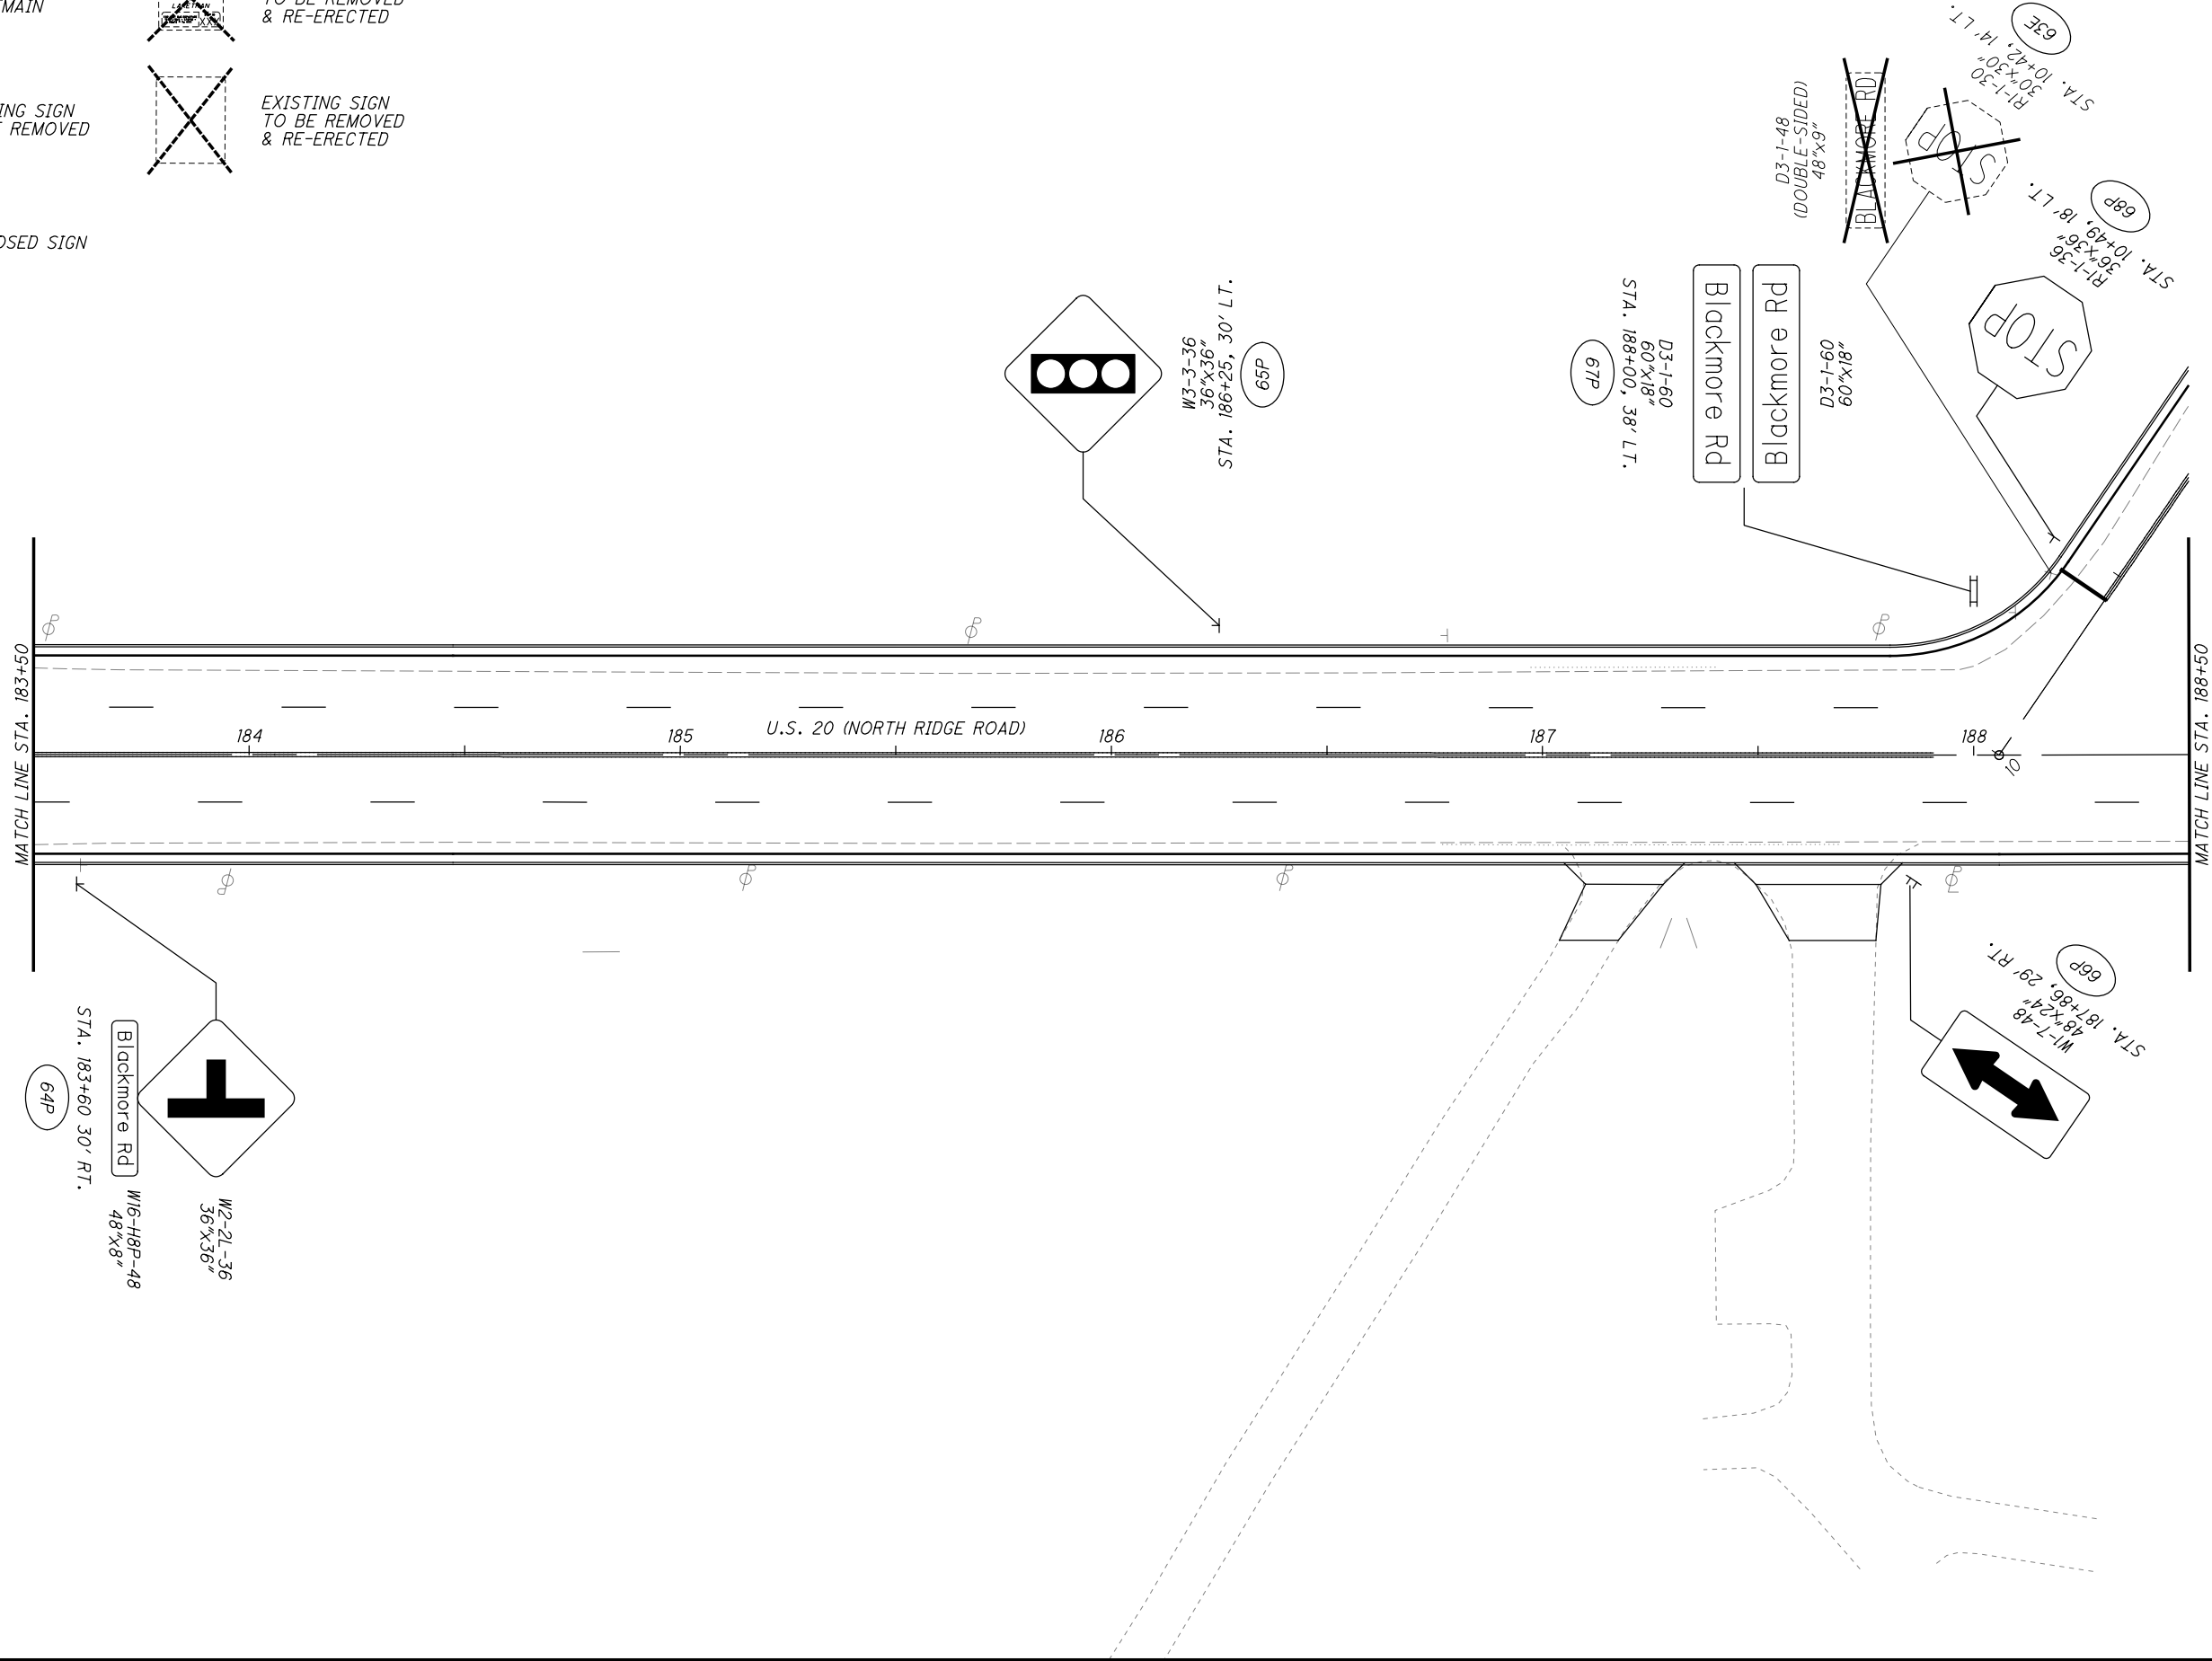 MAIN
LAKETRAN
TO BE REMOVED
& RE-ERECTED
ING SIGN
REMOVED
EXISTING SIGN
TO BE REMOVED
& RE-ERECTED
OSED SIGN
W3-3-36
36"x36"
STA. 186+25, 30' LT.
65P
67P
STA. 188+00, 38' LT.
60"x18"
D3-1-60
Blackmore Rd
Blackmore Rd
D3-1-60
60"x18"
D3-1-48
(DOUBLE-SIDED)
48"x9"
BLACKMORE RD
STOP
R1-1-30
30"x30"
STA. 10+42, 14' LT.
63E
STOP
R1-1-36
36"x36"
STA. 10+49, 18' LT.
68P
MATCH LINE STA. 183+50
U.S. 20 (NORTH RIDGE ROAD)
184
185
186
187
188
10
MATCH LINE STA. 188+50
64P
STA. 183+60 30' RT.
Blackmore Rd
W16-H8P-48
48"x8"
W2-2L-36
36"x36"
W1-7-48
48"x24"
STA. 187+86, 29' RT.
66P